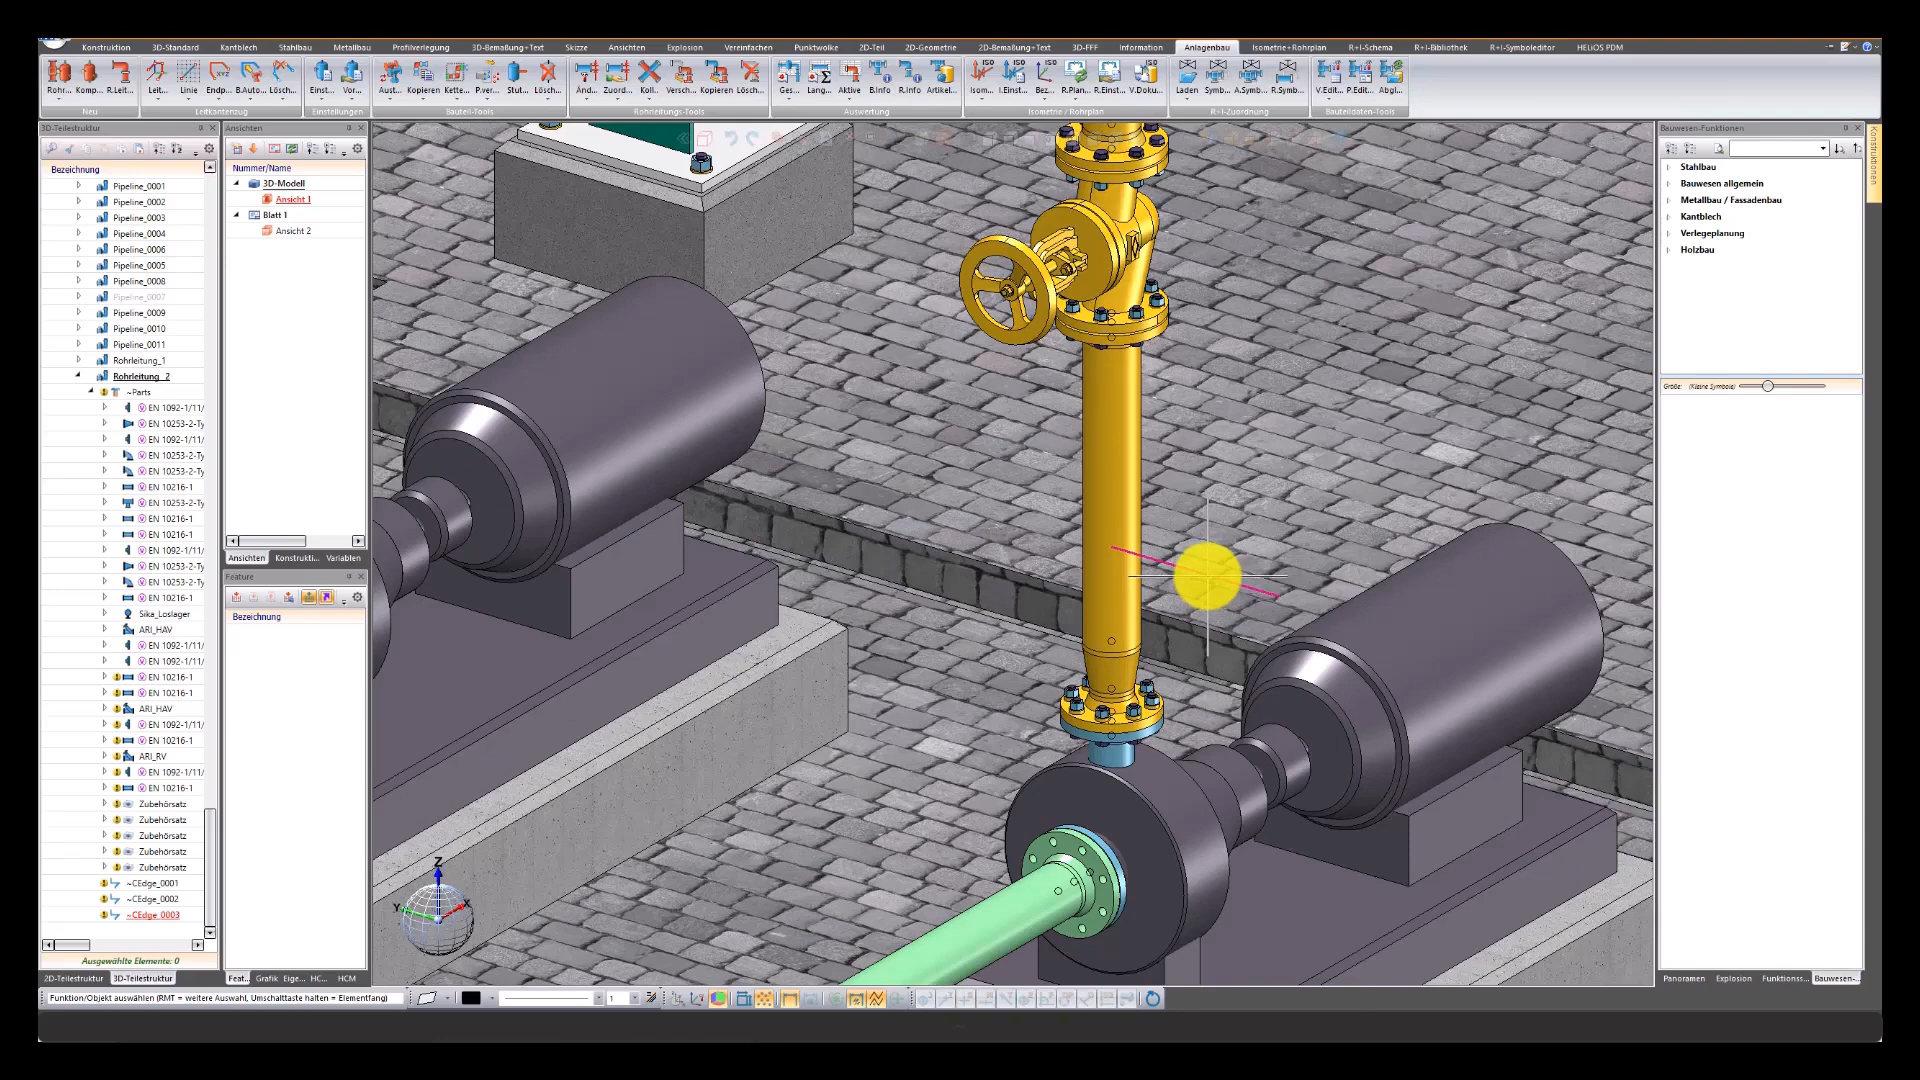 Konstruktion 3D-Standard Kantblech Stahlbau Metallbau Profilverlegung 3D-Bemaßung+Text Skizze Ansichten Explosion Vereinfachen Punktwolke 2D-Teil 2D-Geometrie 2D-Bemaßung+Text 3D-FFF Information Anlagenbau Isometrie+Rohrplan R+I-Schema R+I-Bibliothek R+I-Symboleditor HELiOS PDM
Rohr... Komp... R.Leit... Leit... Linie Endp... B.Auto... Lösch... Einst... Vor... Aust... Kopieren Kette... P.ver... Stut... Lösch... Änd... Zuord... Koll... Versch... Kopieren Lösch... Ges... Lang... Aktive B.Info R.Info Artikel... Isom... I.Einst... Bez... R.Plan... R.Einst... V.Doku... Laden Symb... A.Symb... R.Symb... V.Edit... P.Edit... Abgl...
Neu Leitkantenzug Einstellungen Bauteil-Tools Rohrleitungs-Tools Auswertung Isometrie / Rohrplan R+I-Zuordnung Bauteildaten-Tools
3D-Teilestruktur
Bezeichnung
Pipeline_0001
Pipeline_0002
Pipeline_0003
Pipeline_0004
Pipeline_0006
Pipeline_0005
Pipeline_0008
Pipeline_0007
Pipeline_0009
Pipeline_0010
Pipeline_0011
Rohrleitung_1
Rohrleitung_2
~Parts
EN 1092-1/11/
EN 10253-2-Ty
EN 1092-1/11/
EN 10253-2-Ty
EN 10253-2-Ty
EN 10216-1
EN 10253-2-Ty
EN 10216-1
EN 10216-1
EN 1092-1/11/
EN 10253-2-Ty
EN 10253-2-Ty
EN 10216-1
Sika_Loslager
ARI_HAV
EN 1092-1/11/
EN 1092-1/11/
EN 10216-1
EN 10216-1
ARI_HAV
EN 1092-1/11/
EN 10216-1
ARI_RV
EN 1092-1/11/
EN 10216-1
Zubehörsatz
Zubehörsatz
Zubehörsatz
Zubehörsatz
Zubehörsatz
~CEdge_0001
~CEdge_0002
~CEdge_0003
Ausgewählte Elemente: 0
2D-Teilestruktur 3D-Teilestruktur
Ansichten
Nummer/Name
3D-Modell
Ansicht 1
Blatt 1
Ansicht 2
Ansichten Konstrukti... Variablen
Feature
Bezeichnung
Feat... Grafik Eige... HC... HCM
Z
Y
X
Bauwesen-Funktionen
Stahlbau
Bauwesen allgemein
Metallbau / Fassadenbau
Kantblech
Verlegeplanung
Holzbau
Größe: (Kleine Symbole)
Panoramen Explosion Funktionss... Bauwesen-...
Konstruktionen
Funktion/Objekt auswählen (RMT = weitere Auswahl, Umschalttaste halten = Elementfang)
1